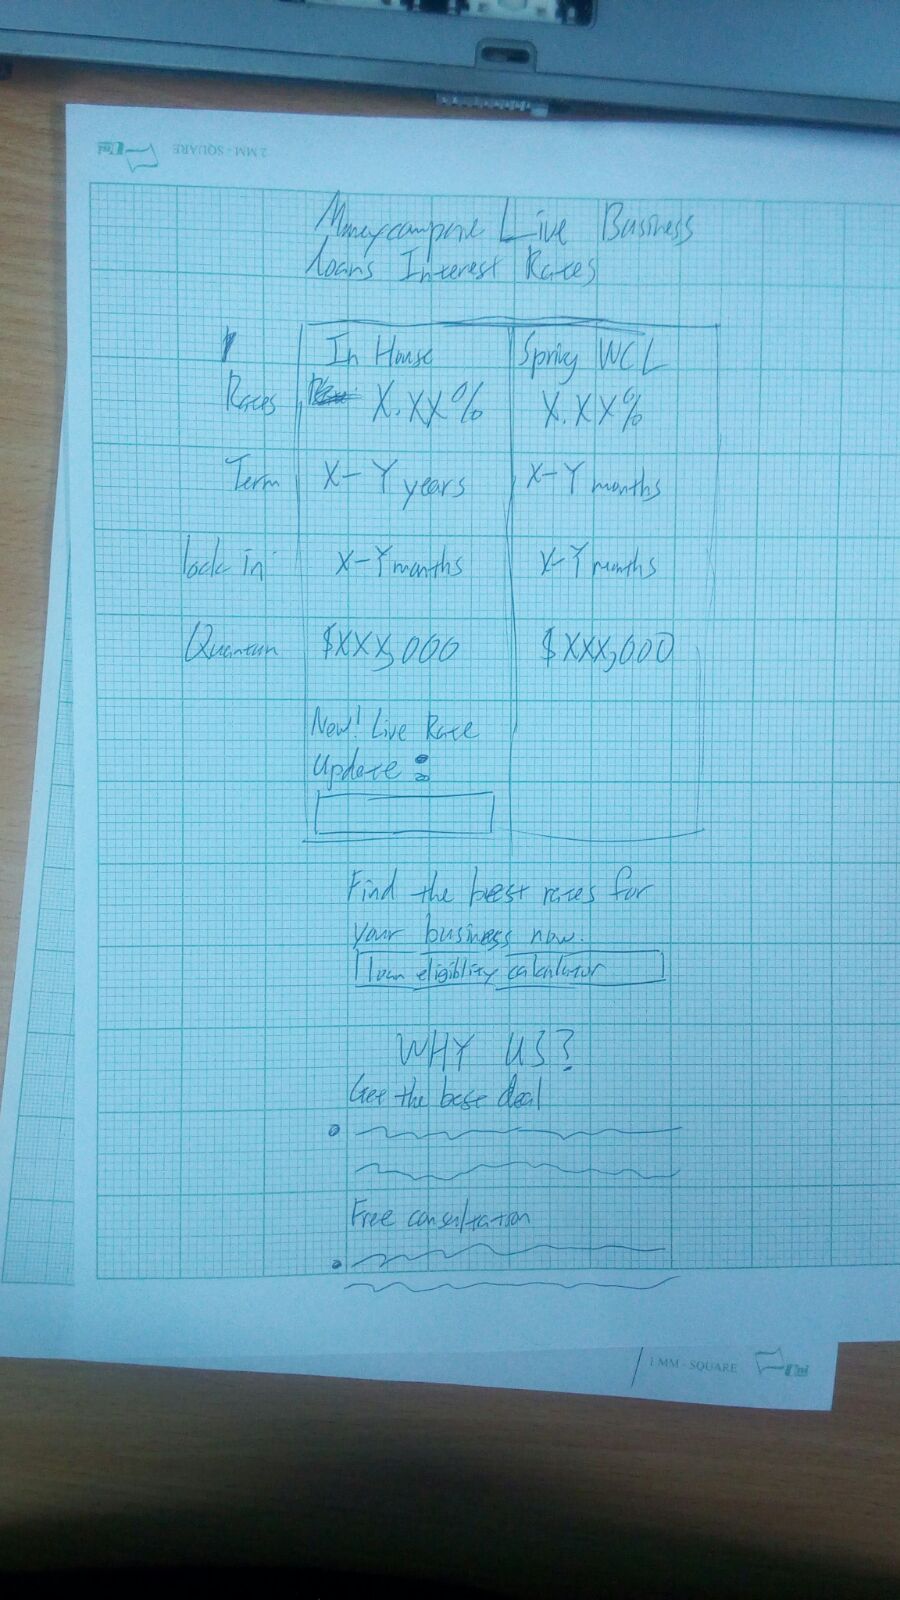 2 MM - SQUARE
Moneycompare Live Business
loans Interest Rates
In House Spring WCL
Rates X.XX% X.XX%
Term X-Y years X-Y months
lock in X-Y months X-Y months
Quantum $XXX,000 $XXX,000
New! Live Rate
Update :
Find the best rates for
your business now.
loan eligiblity calculator
WHY US?
Get the best deal
Free consultation
1 MM - SQUARE